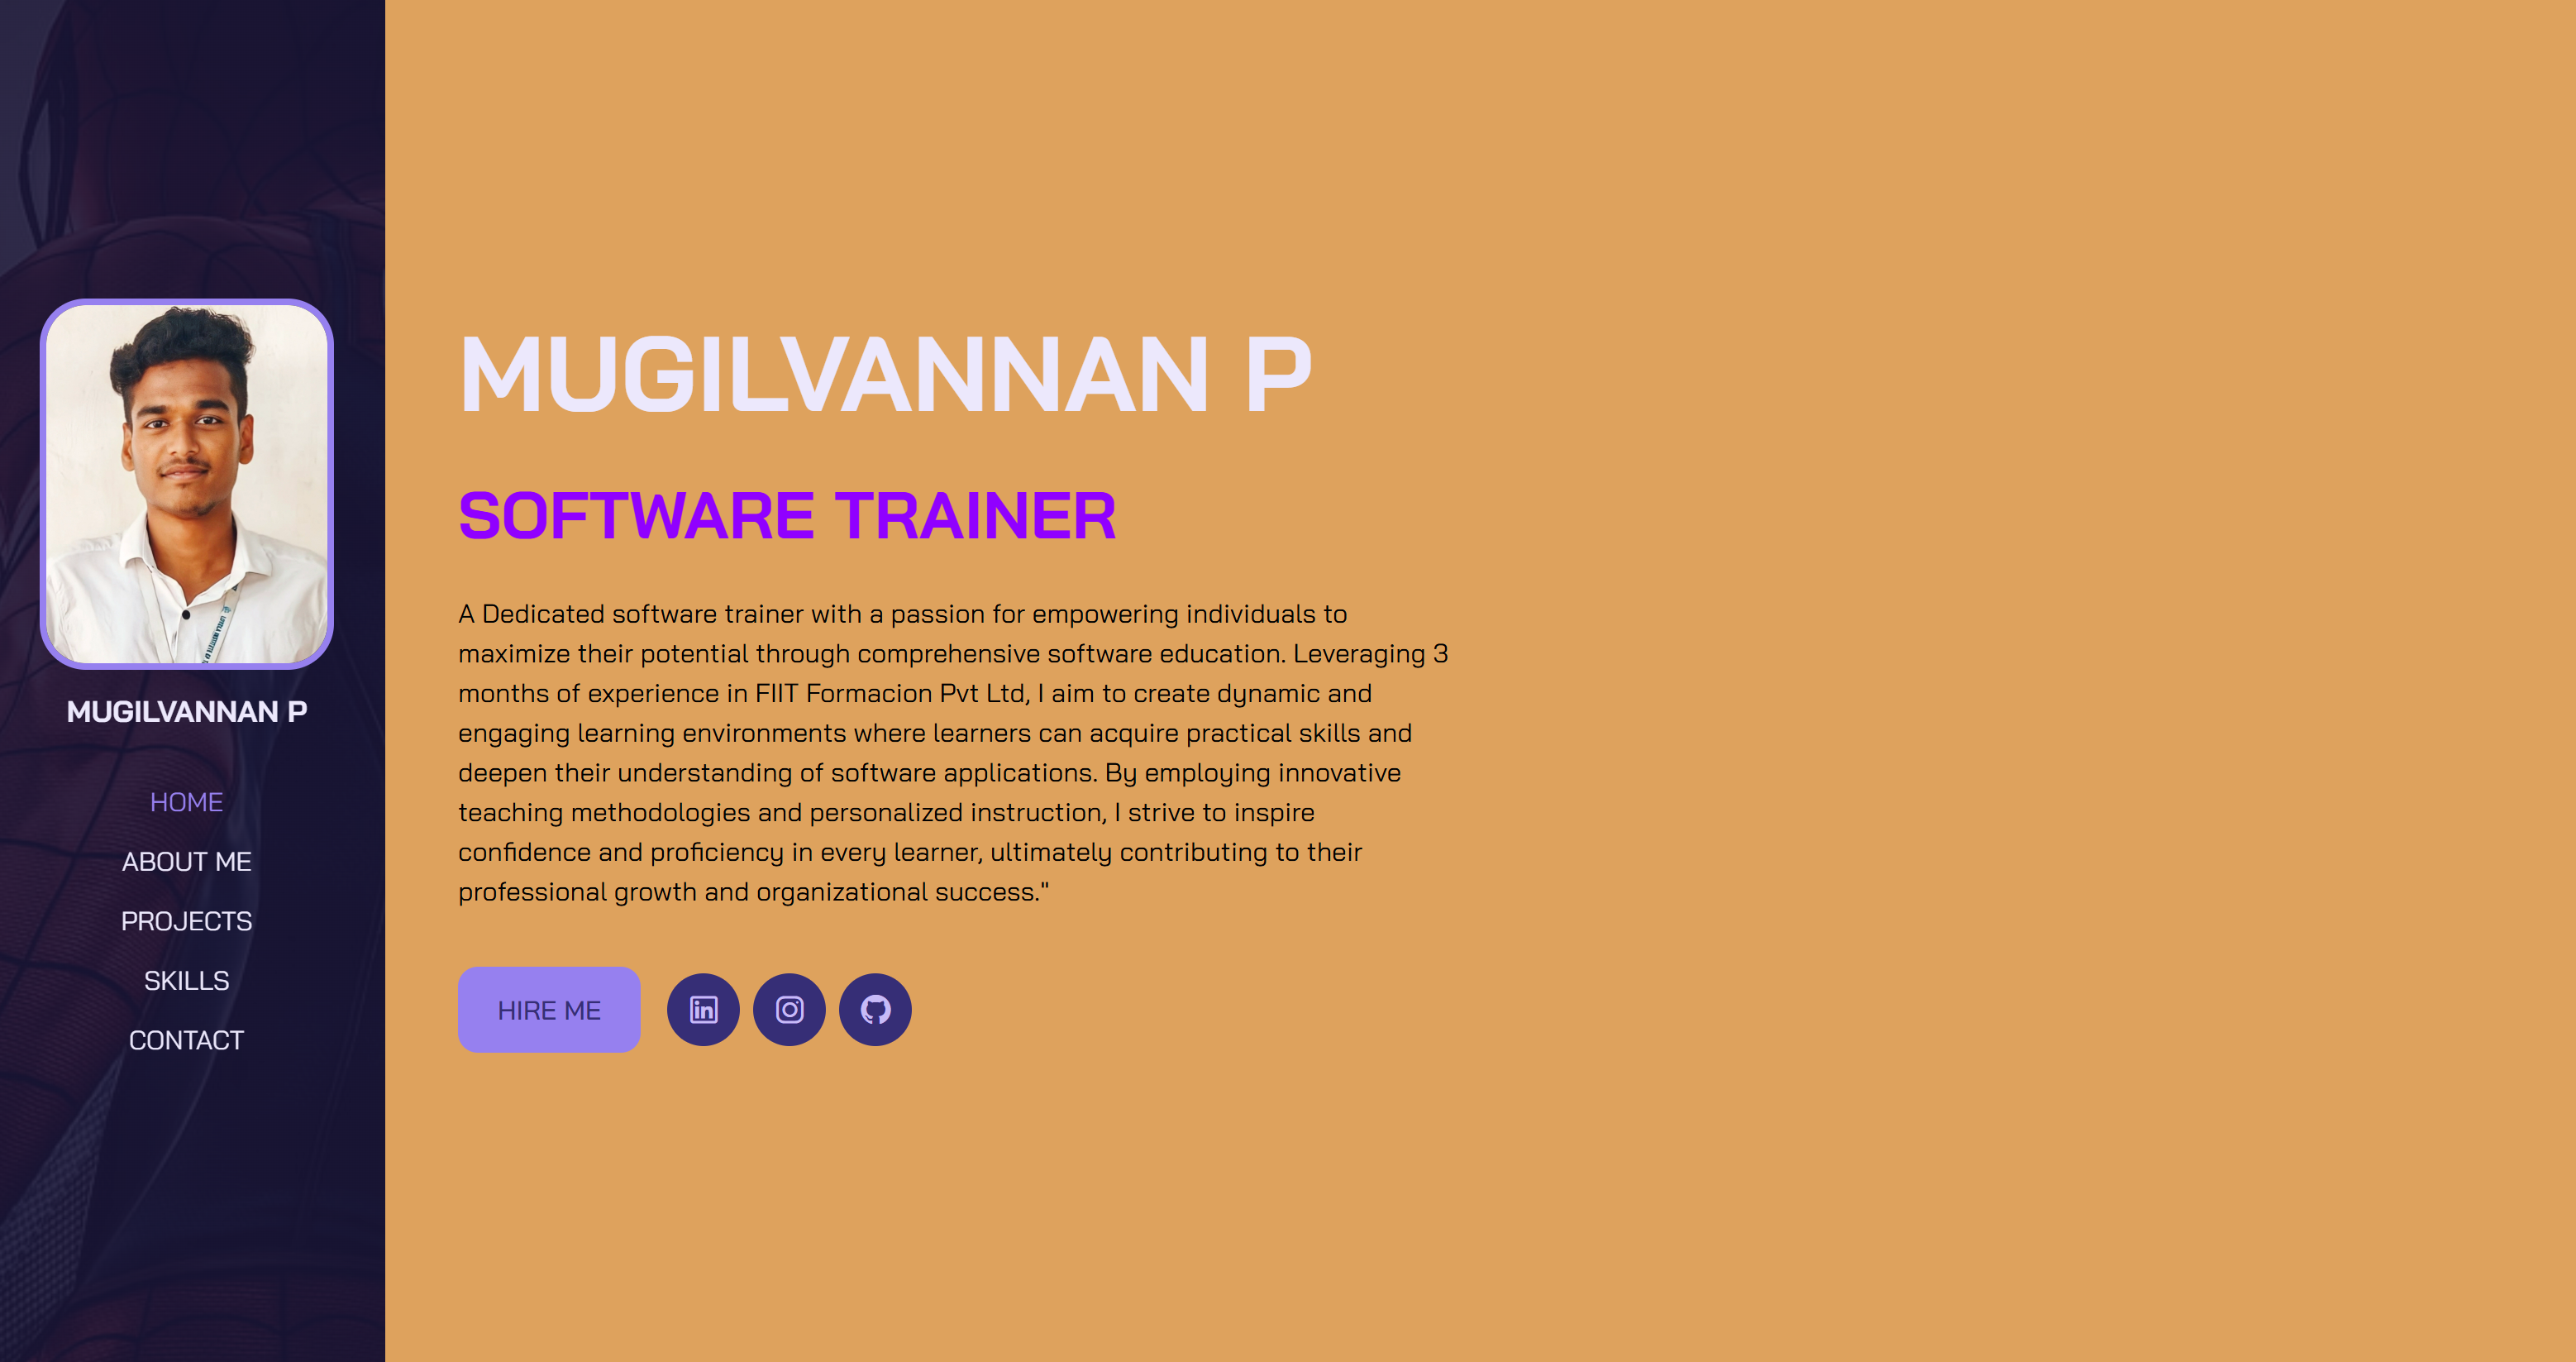 MUGILVANNAN P
HOME
ABOUT ME
PROJECTS
SKILLS
CONTACT
MUGILVANNAN P
SOFTWARE TRAINER
A Dedicated software trainer with a passion for empowering individuals to
maximize their potential through comprehensive software education. Leveraging 3
months of experience in FIIT Formacion Pvt Ltd, I aim to create dynamic and
engaging learning environments where learners can acquire practical skills and
deepen their understanding of software applications. By employing innovative
teaching methodologies and personalized instruction, I strive to inspire
confidence and proficiency in every learner, ultimately contributing to their
professional growth and organizational success."
HIRE ME